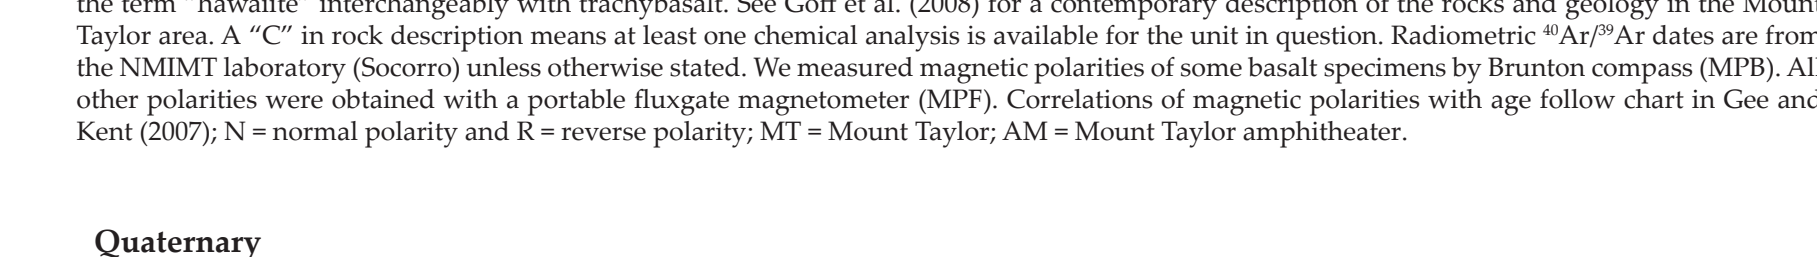 the term “hawaiite” interchangeably with trachybasalt. See Goff et al. (2008) for a contemporary description of the rocks and geology in the Mount
Taylor area. A “C” in rock description means at least one chemical analysis is available for the unit in question. Radiometric ⁴⁰Ar/³⁹Ar dates are from
the NMIMT laboratory (Socorro) unless otherwise stated. We measured magnetic polarities of some basalt specimens by Brunton compass (MPB). All
other polarities were obtained with a portable fluxgate magnetometer (MPF). Correlations of magnetic polarities with age follow chart in Gee and
Kent (2007); N = normal polarity and R = reverse polarity; MT = Mount Taylor; AM = Mount Taylor amphitheater.
Quaternary